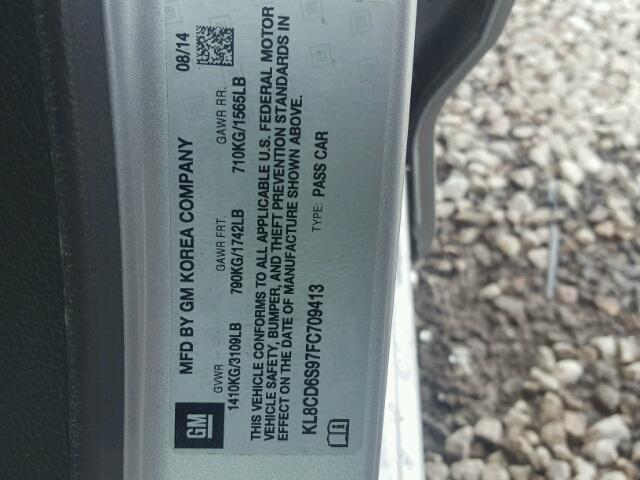 GM
MFD BY GM KOREA COMPANY 08/14
GVWR GAWR FRT. GAWR RR.
1410KG/3109LB 790KG/1742LB 710KG/1565LB
THIS VEHICLE CONFORMS TO ALL APPLICABLE U.S. FEDERAL MOTOR
VEHICLE SAFETY, BUMPER, AND THEFT PREVENTION STANDARDS IN
EFFECT ON THE DATE OF MANUFACTURE SHOWN ABOVE.
KL8CD6S97FC709413 TYPE: PASS CAR